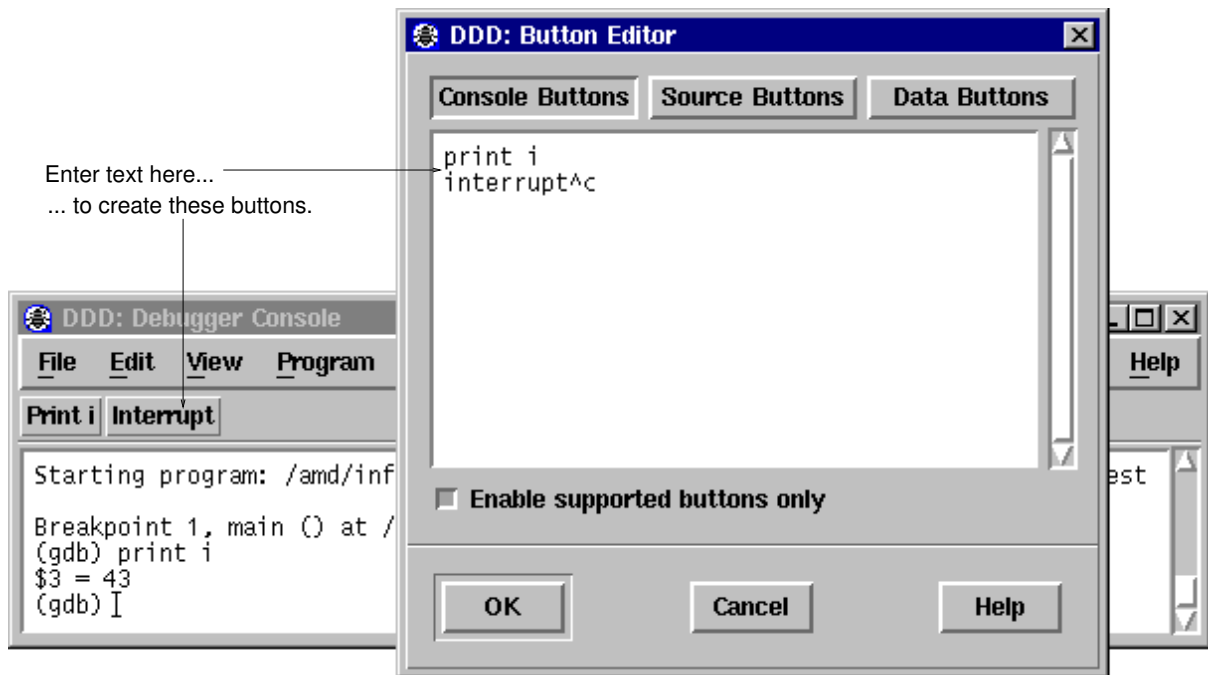 DDD: Button Editor
Console Buttons Source Buttons Data Buttons
print i
interrupt^c
Enter text here...
... to create these buttons.
Enable supported buttons only
OK Cancel Help
DDD: Debugger Console
File Edit View Program Help
Print i Interrupt
Starting program: /amd/inf est
Breakpoint 1, main () at /
(gdb) print i
$3 = 43
(gdb)